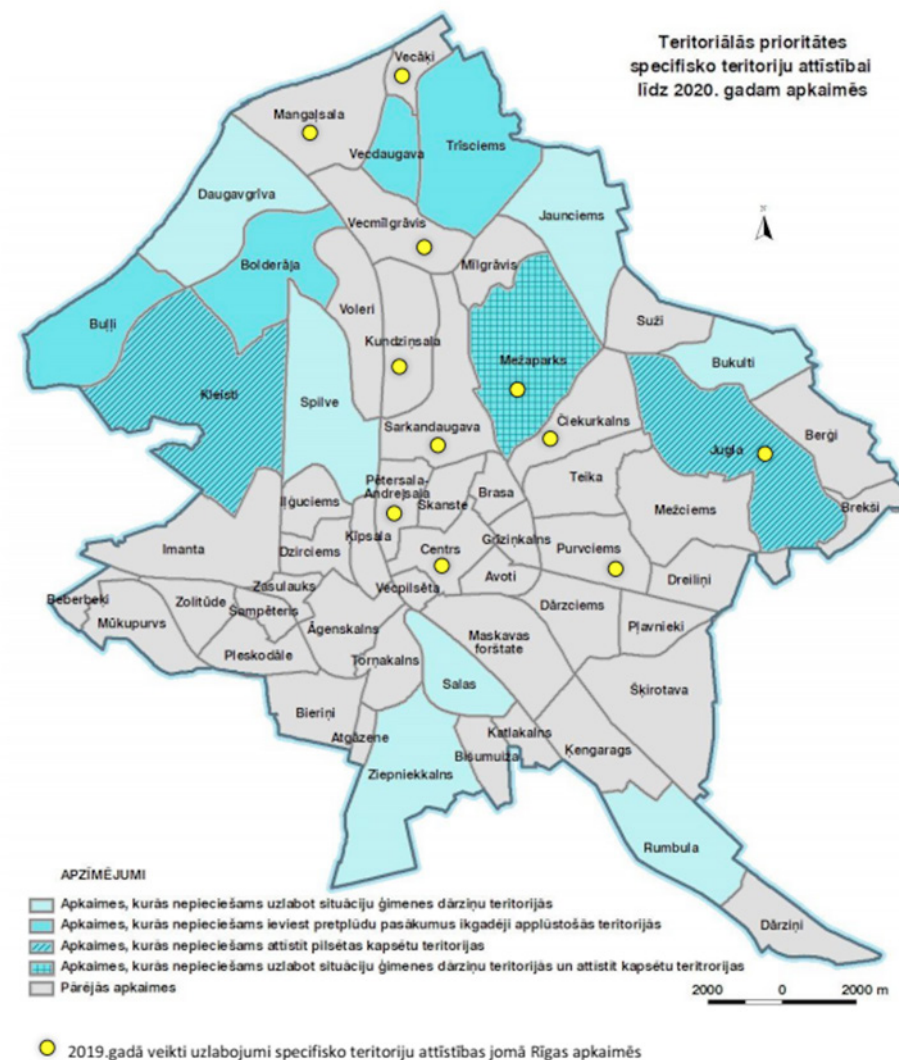 Teritoriālās prioritātes
specifisko teritoriju attīstībai
līdz 2020. gadam apkaimēs
Vecāķi
Mangaļsala
Trīsciems
Vecdaugava
Daugavgrīva
Jaunciems
Vecmīlgrāvis
Bolderāja
Mīlgrāvis
Voleri
Buļļi
Suži
Kundziņsala
Mežaparks
Bukulti
Kleisti
Spilve
Sarkandaugava
Čiekurkalns
Berģi
Jugla
Pētersala-
Andrejsala
Teika
Brasa
Skanste
Iļģuciems
Mežciems
Brekši
Ķīpsala
Grīziņkalns
Imanta
Dzirciems
Centrs
Purvciems
Avoti
Dreiliņi
Zasulauks
Vecpilsēta
Beberbeķi
Zolitūde
Šampēteris
Dārzciems
Mūkupurvs
Āgenskalns
Pļavnieki
Maskavas
forštate
Pleskodāle
Torņakalns
Salas
Šķirotava
Bieriņi
Atgāzene
Katlakalns
Ķengarags
Bišumuiža
Ziepniekkalns
Rumbula
Dārziņi
APZĪMĒJUMI
Apkaimes, kurās nepieciešams uzlabot situāciju ģimenes dārziņu teritorijās
Apkaimes, kurās nepieciešams ieviest pretplūdu pasākumus ikgadēji applūstošās teritorijās
Apkaimes, kurās nepieciešams attīstīt pilsētas kapsētu teritorijas
Apkaimes, kurās nepieciešams uzlabot situāciju ģimenes dārziņu teritorijās un attīstīt kapsētu teritrorijas
Pārējās apkaimes
2000 0 2000 m
2019.gadā veikti uzlabojumi specifisko teritoriju attīstības jomā Rīgas apkaimēs